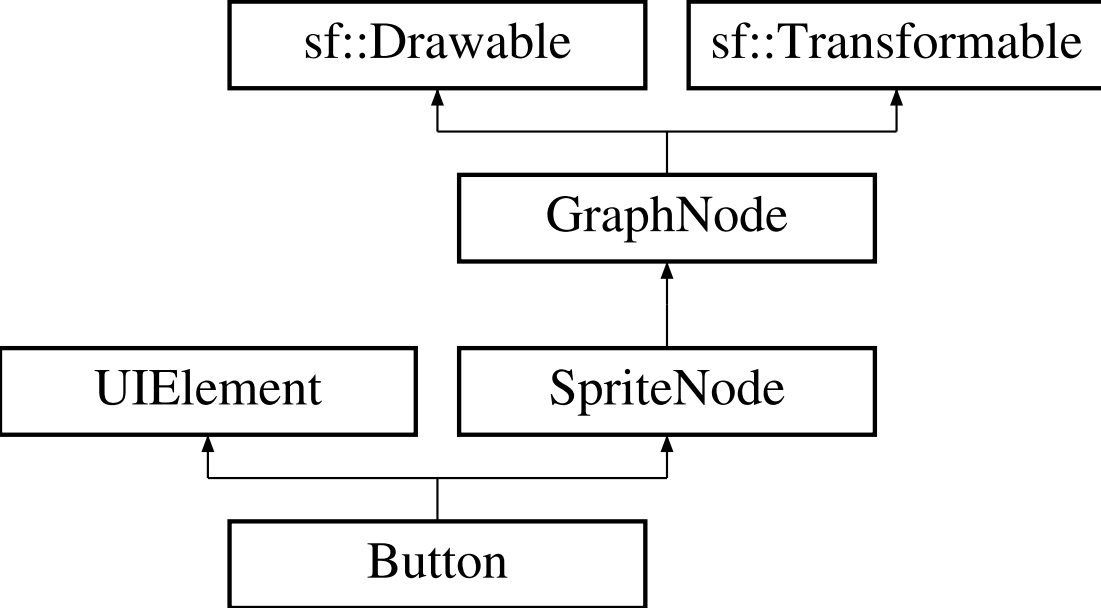 sf::Drawable
sf::Transformable
GraphNode
UIElement
SpriteNode
Button